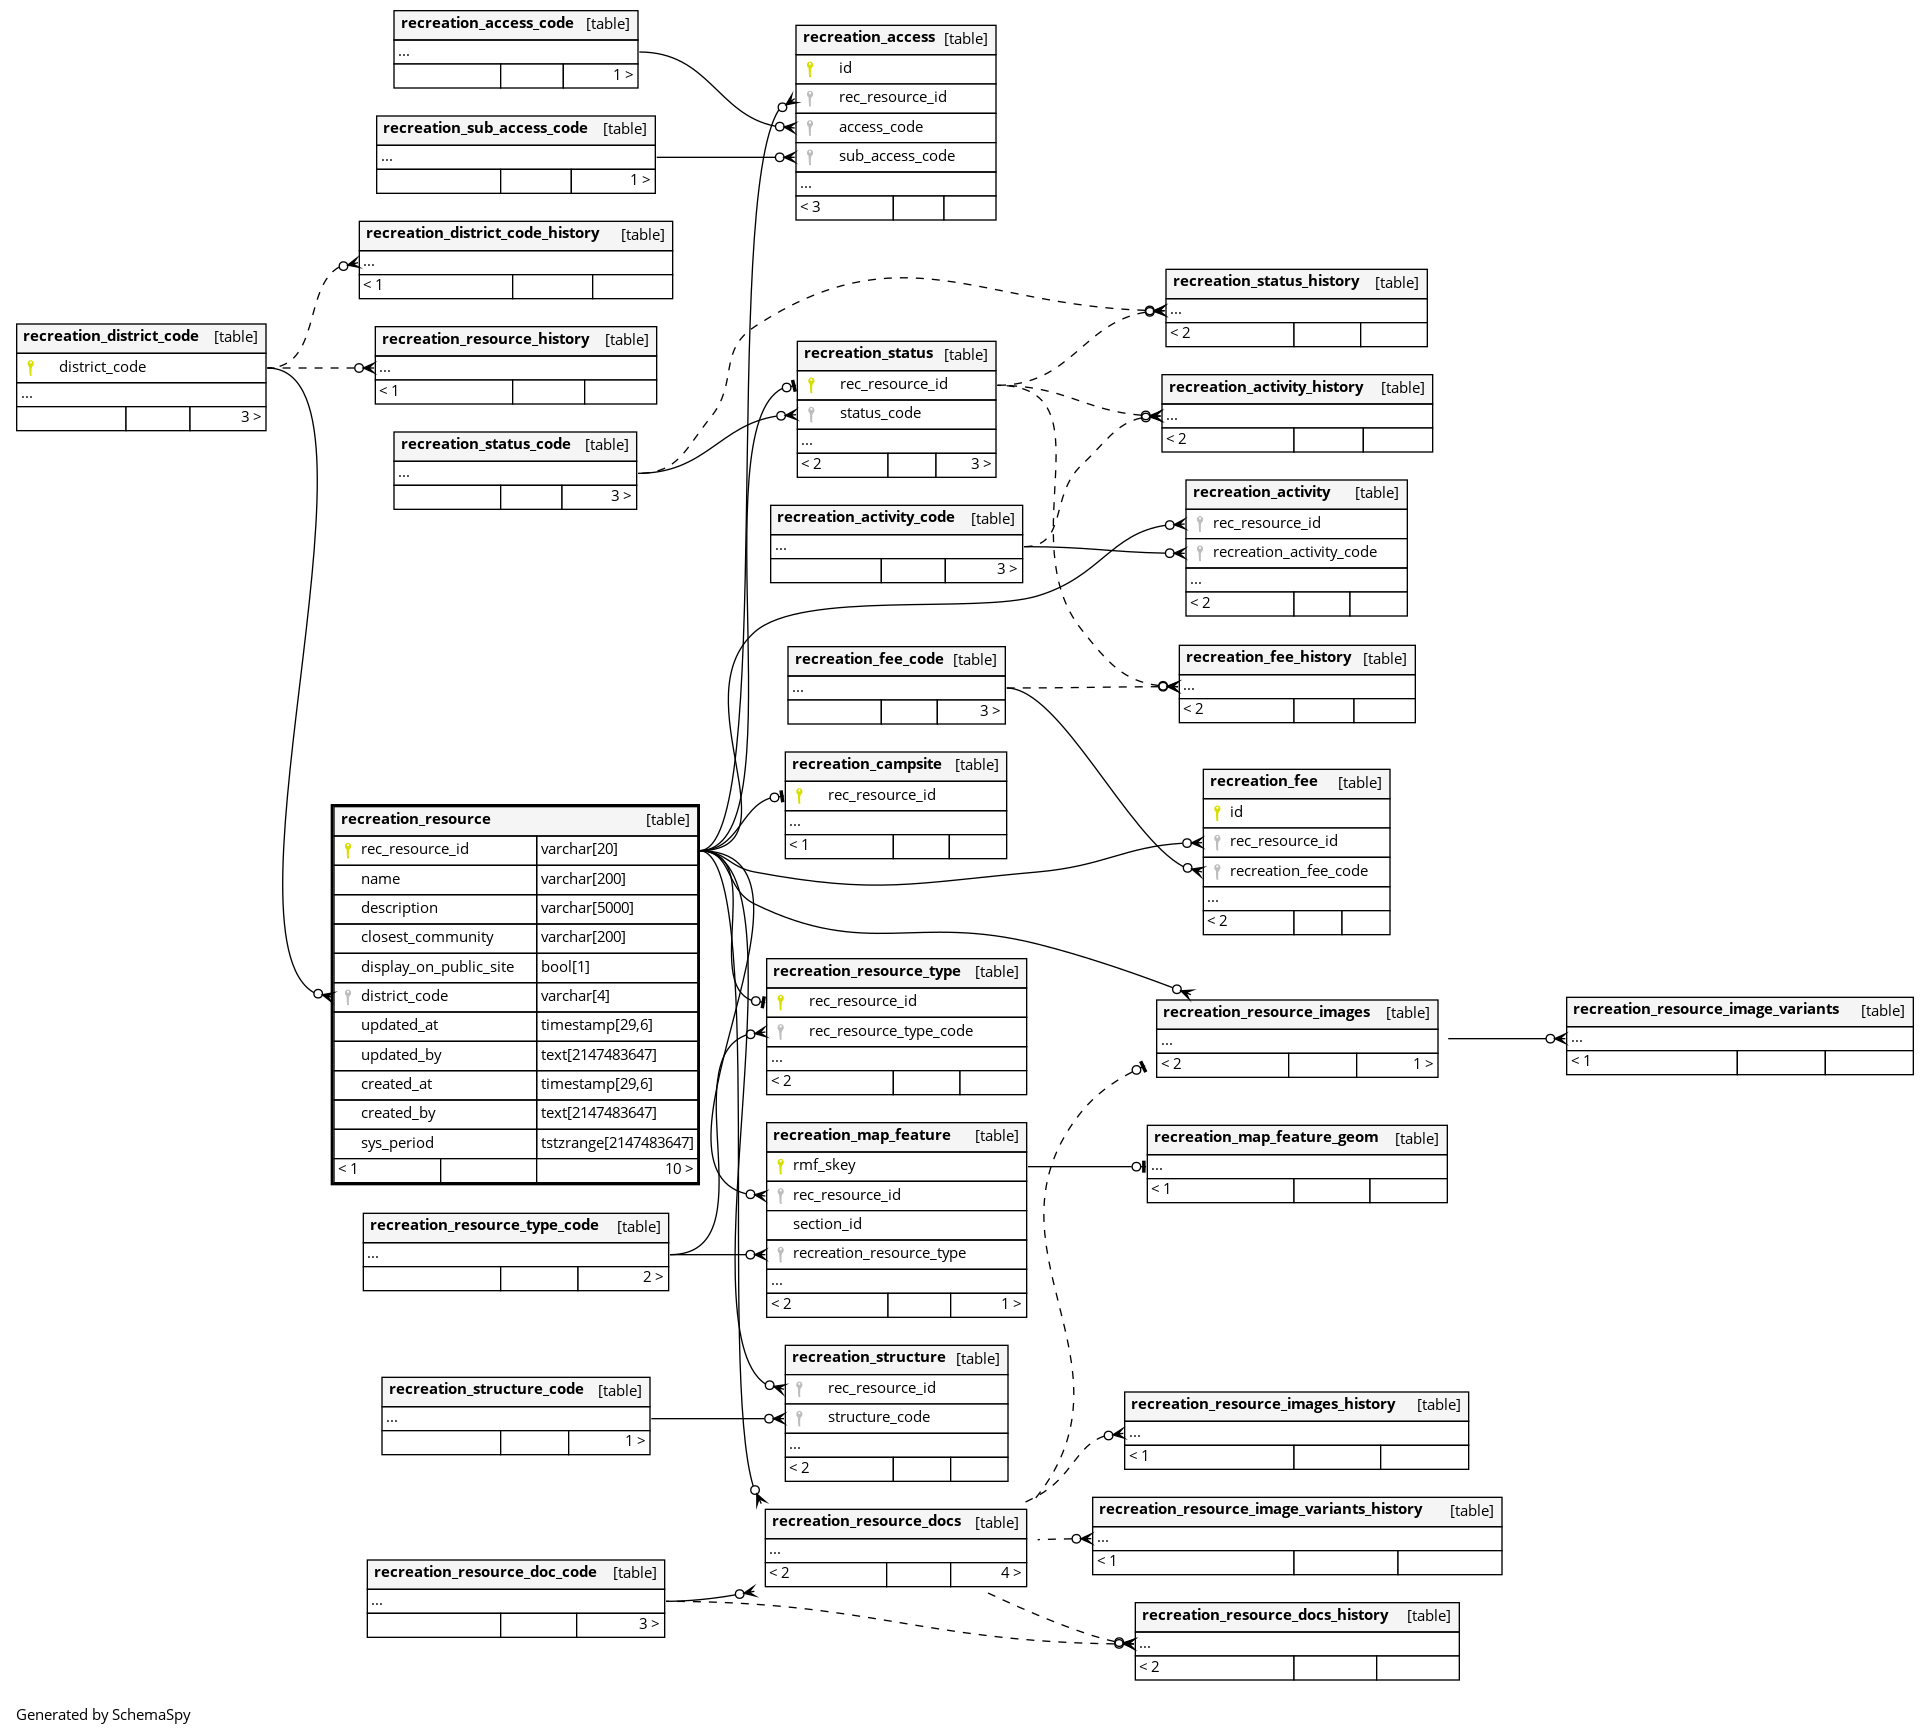 recreation_access_code [table]
...
1 >
recreation_sub_access_code [table]
...
1 >
recreation_district_code_history [table]
...
< 1
recreation_district_code [table]
district_code
...
3 >
recreation_resource_history [table]
...
< 1
recreation_status_code [table]
...
3 >
recreation_resource [table]
rec_resource_id varchar[20]
name varchar[200]
description varchar[5000]
closest_community varchar[200]
display_on_public_site bool[1]
district_code varchar[4]
updated_at timestamp[29,6]
updated_by text[2147483647]
created_at timestamp[29,6]
created_by text[2147483647]
sys_period tstzrange[2147483647]
< 1 10 >
recreation_resource_type_code [table]
...
2 >
recreation_structure_code [table]
...
1 >
recreation_resource_doc_code [table]
...
3 >
recreation_access [table]
id
rec_resource_id
access_code
sub_access_code
...
< 3
recreation_status [table]
rec_resource_id
status_code
...
< 2 3 >
recreation_activity_code [table]
...
3 >
recreation_fee_code [table]
...
3 >
recreation_campsite [table]
rec_resource_id
...
< 1
recreation_resource_type [table]
rec_resource_id
rec_resource_type_code
...
< 2
recreation_map_feature [table]
rmf_skey
rec_resource_id
section_id
recreation_resource_type
...
< 2 1 >
recreation_structure [table]
rec_resource_id
structure_code
...
< 2
recreation_resource_docs [table]
...
< 2 4 >
recreation_status_history [table]
...
< 2
recreation_activity_history [table]
...
< 2
recreation_activity [table]
rec_resource_id
recreation_activity_code
...
< 2
recreation_fee_history [table]
...
< 2
recreation_fee [table]
id
rec_resource_id
recreation_fee_code
...
< 2
recreation_resource_images [table]
...
< 2 1 >
recreation_map_feature_geom [table]
...
< 1
recreation_resource_images_history [table]
...
< 1
recreation_resource_image_variants_history [table]
...
< 1
recreation_resource_docs_history [table]
...
< 2
recreation_resource_image_variants [table]
...
< 1
Generated by SchemaSpy